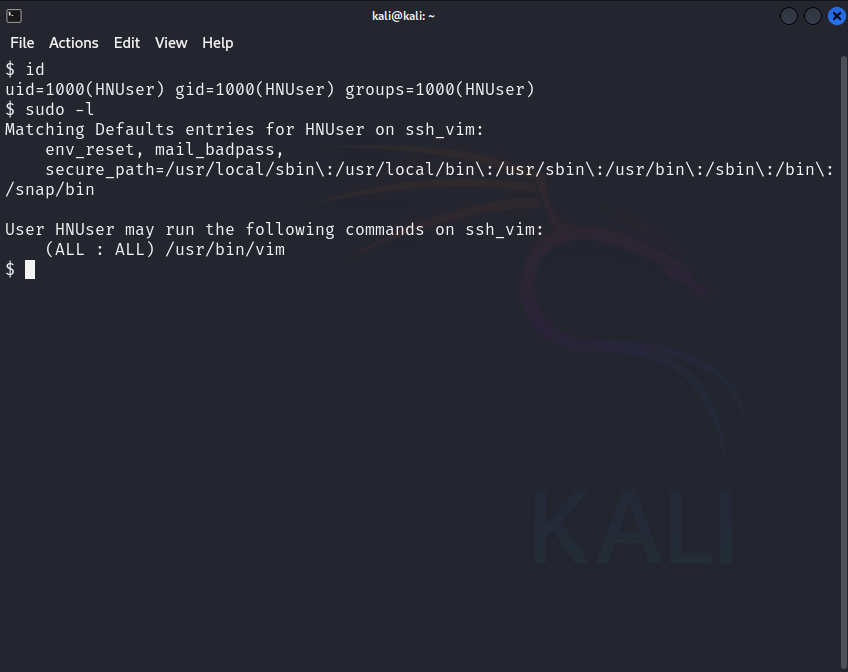 kali@kali: ~
File Actions Edit View Help
$ id
uid=1000(HNUser) gid=1000(HNUser) groups=1000(HNUser)
$ sudo -l
Matching Defaults entries for HNUser on ssh_vim:
    env_reset, mail_badpass,
    secure_path=/usr/local/sbin\:/usr/local/bin\:/usr/sbin\:/usr/bin\:/sbin\:/bin\:
/snap/bin
User HNUser may run the following commands on ssh_vim:
    (ALL : ALL) /usr/bin/vim
$
KALI